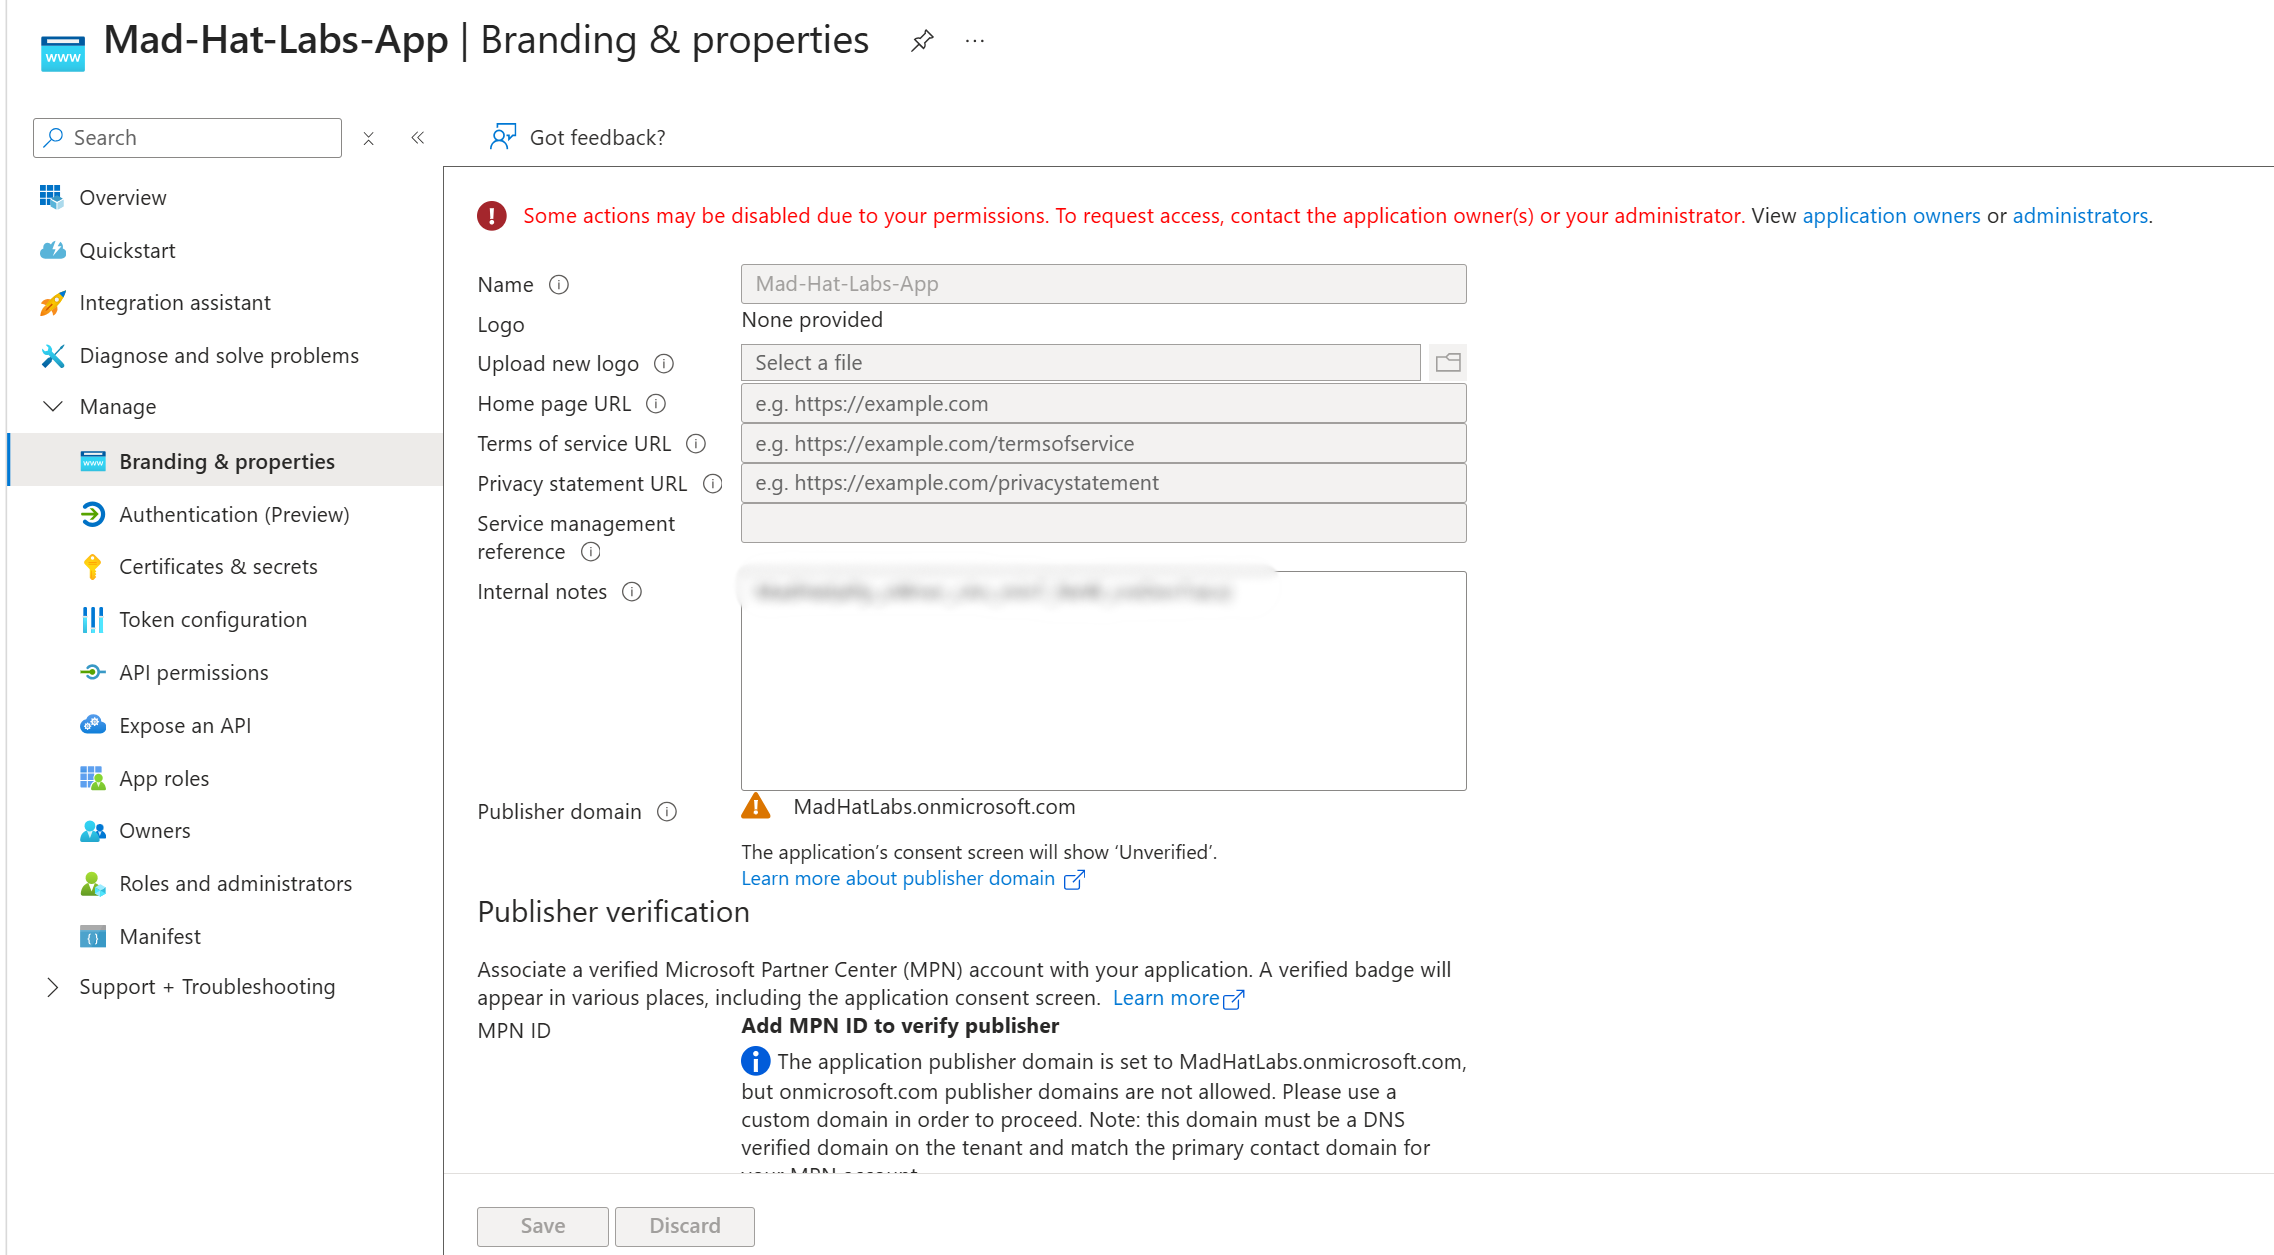 Mad-Hat-Labs-App | Branding & properties
Search
Got feedback?
Overview
Quickstart
Integration assistant
Diagnose and solve problems
Manage
Branding & properties
Authentication (Preview)
Certificates & secrets
Token configuration
API permissions
Expose an API
App roles
Owners
Roles and administrators
Manifest
Support + Troubleshooting
Some actions may be disabled due to your permissions. To request access, contact the application owner(s) or your administrator. View application owners or administrators.
Name Mad-Hat-Labs-App
Logo None provided
Upload new logo Select a file
Home page URL e.g. https://example.com
Terms of service URL e.g. https://example.com/termsofservice
Privacy statement URL e.g. https://example.com/privacystatement
Service management
reference
Internal notes
Publisher domain MadHatLabs.onmicrosoft.com
The application’s consent screen will show ‘Unverified’.
Learn more about publisher domain
Publisher verification
Associate a verified Microsoft Partner Center (MPN) account with your application. A verified badge will
appear in various places, including the application consent screen. Learn more
MPN ID Add MPN ID to verify publisher
The application publisher domain is set to MadHatLabs.onmicrosoft.com,
but onmicrosoft.com publisher domains are not allowed. Please use a
custom domain in order to proceed. Note: this domain must be a DNS
verified domain on the tenant and match the primary contact domain for
your MPN account
Save Discard